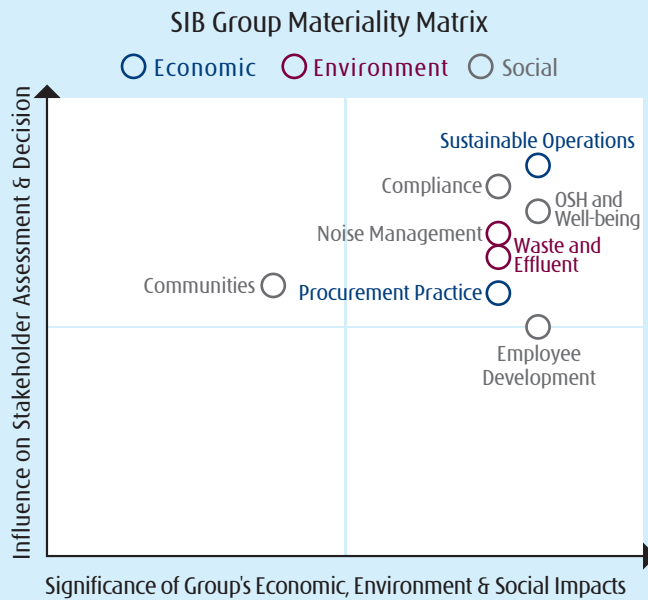 SIB Group Materiality Matrix
Economic
Environment
Social
Influence on Stakeholder Assessment & Decision
Sustainable Operations
Compliance
OSH and
Well-being
Noise Management
Waste and
Effluent
Communities
Procurement Practice
Employee
Development
Significance of Group's Economic, Environment & Social Impacts